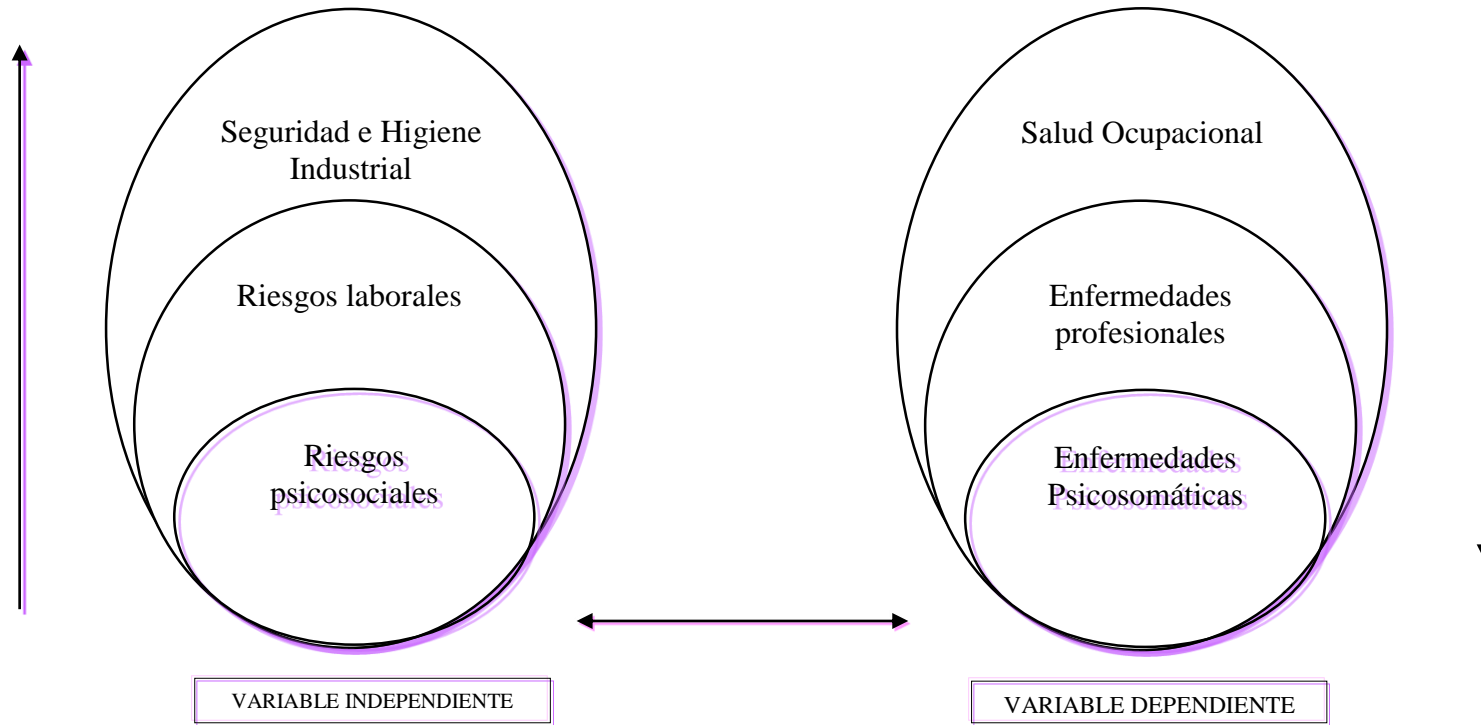 Seguridad e Higiene
Industrial
Riesgos laborales
Riesgos
psicosociales
VARIABLE INDEPENDIENTE
Salud Ocupacional
Enfermedades
profesionales
Enfermedades
Psicosomáticas
VARIABLE DEPENDIENTE